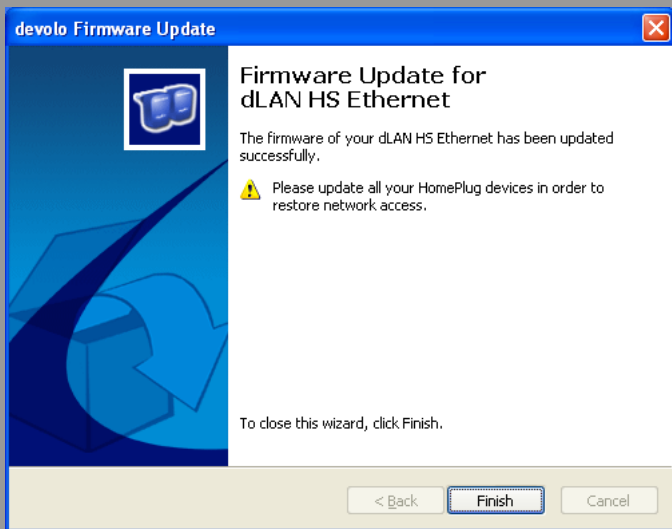 devolo Firmware Update
Firmware Update for
dLAN HS Ethernet
The firmware of your dLAN HS Ethernet has been updated
successfully.
Please update all your HomePlug devices in order to
restore network access.
To close this wizard, click Finish.
< Back
Finish
Cancel